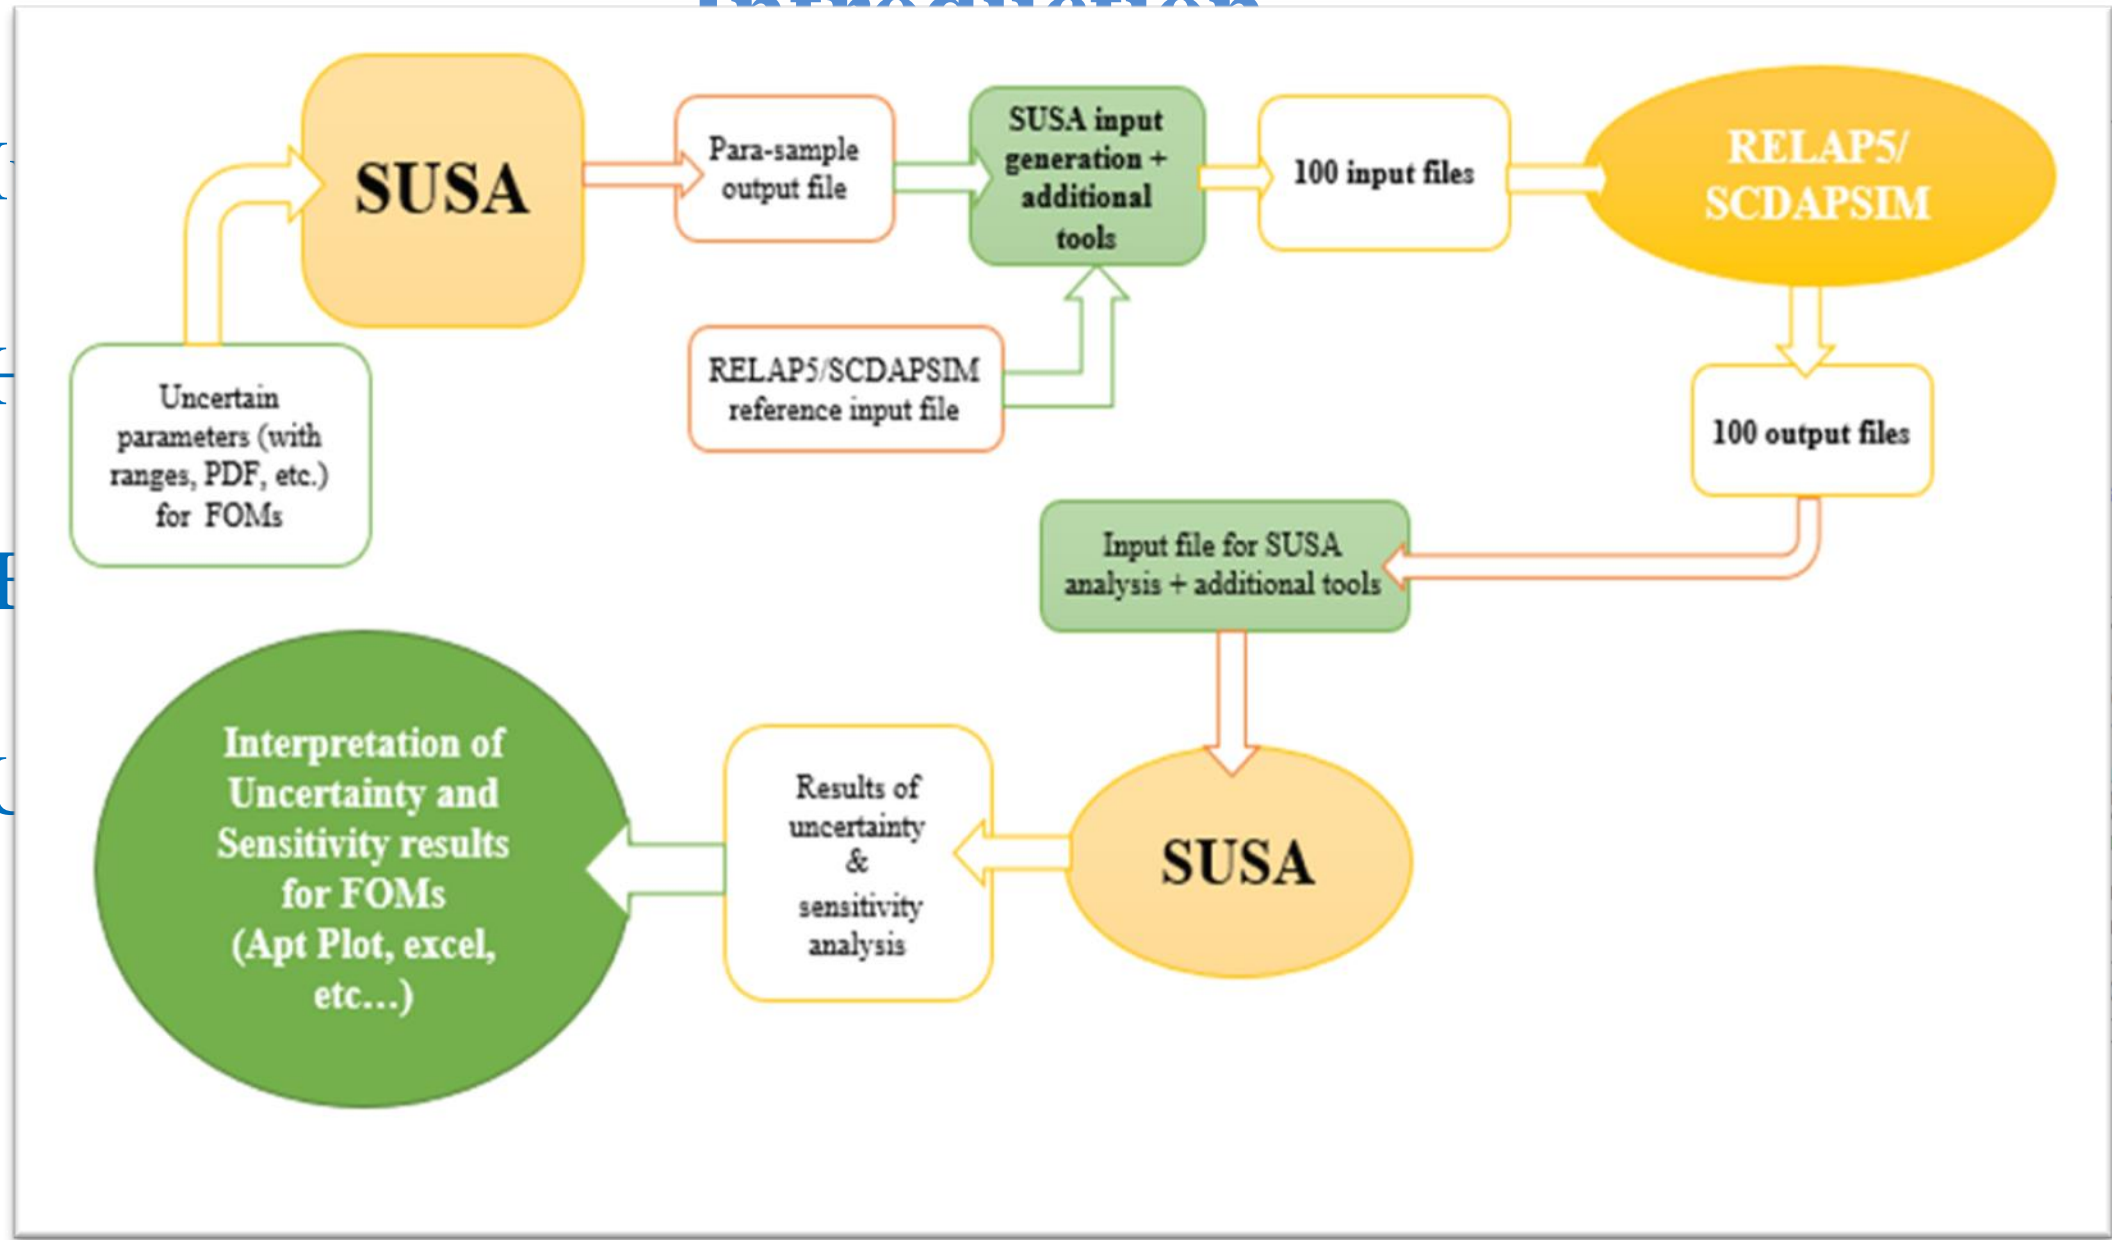 SUSA
Para-sample
output file
SUSA input
generation +
additional
tools
100 input files
RELAP5/
SCDAPSIM
Uncertain
parameters (with
ranges, PDF, etc.)
for FOMs
RELAP5/SCDAPSIM
reference input file
100 output files
Input file for SUSA
analysis + additional tools
SUSA
Results of
uncertainty
&
sensitivity
analysis
Interpretation of
Uncertainty and
Sensitivity results
for FOMs
(Apt Plot, excel,
etc...)